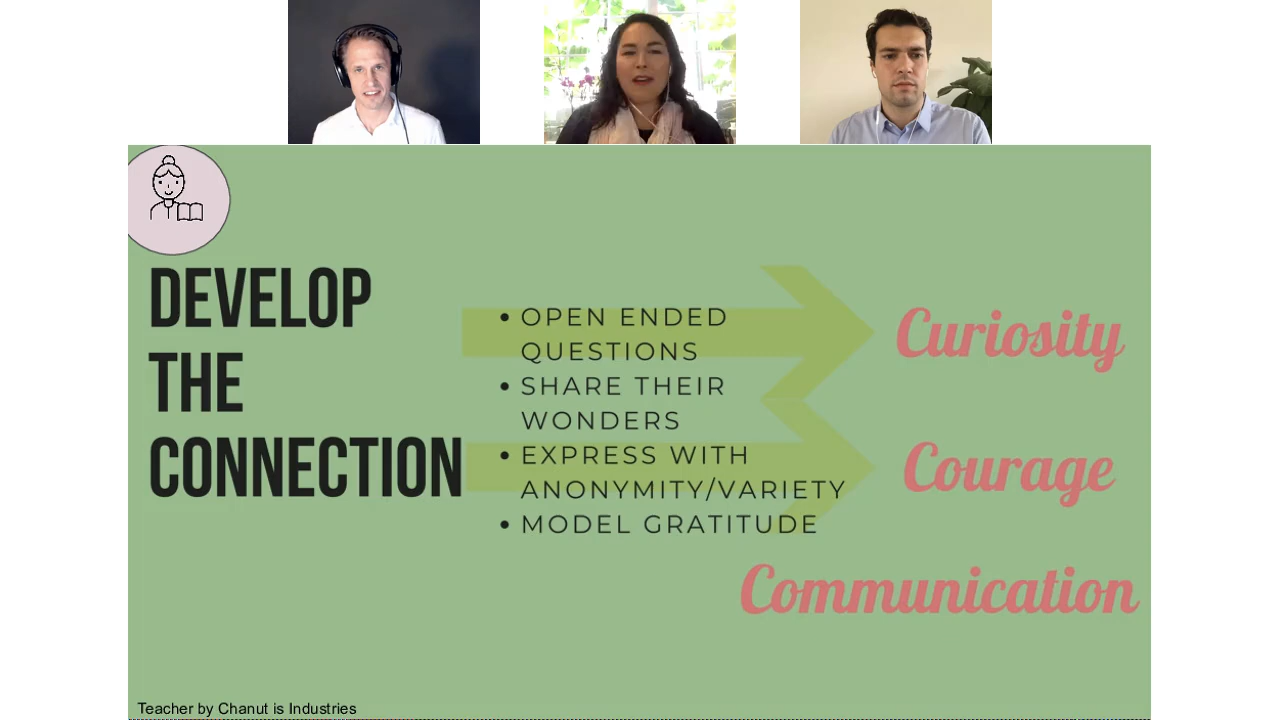 DEVELOP
THE
CONNECTION
• OPEN ENDED
QUESTIONS
• SHARE THEIR
WONDERS
• EXPRESS WITH
ANONYMITY/VARIETY
• MODEL GRATITUDE
Curiosity
Courage
Communication
Teacher by Chanut is Industries